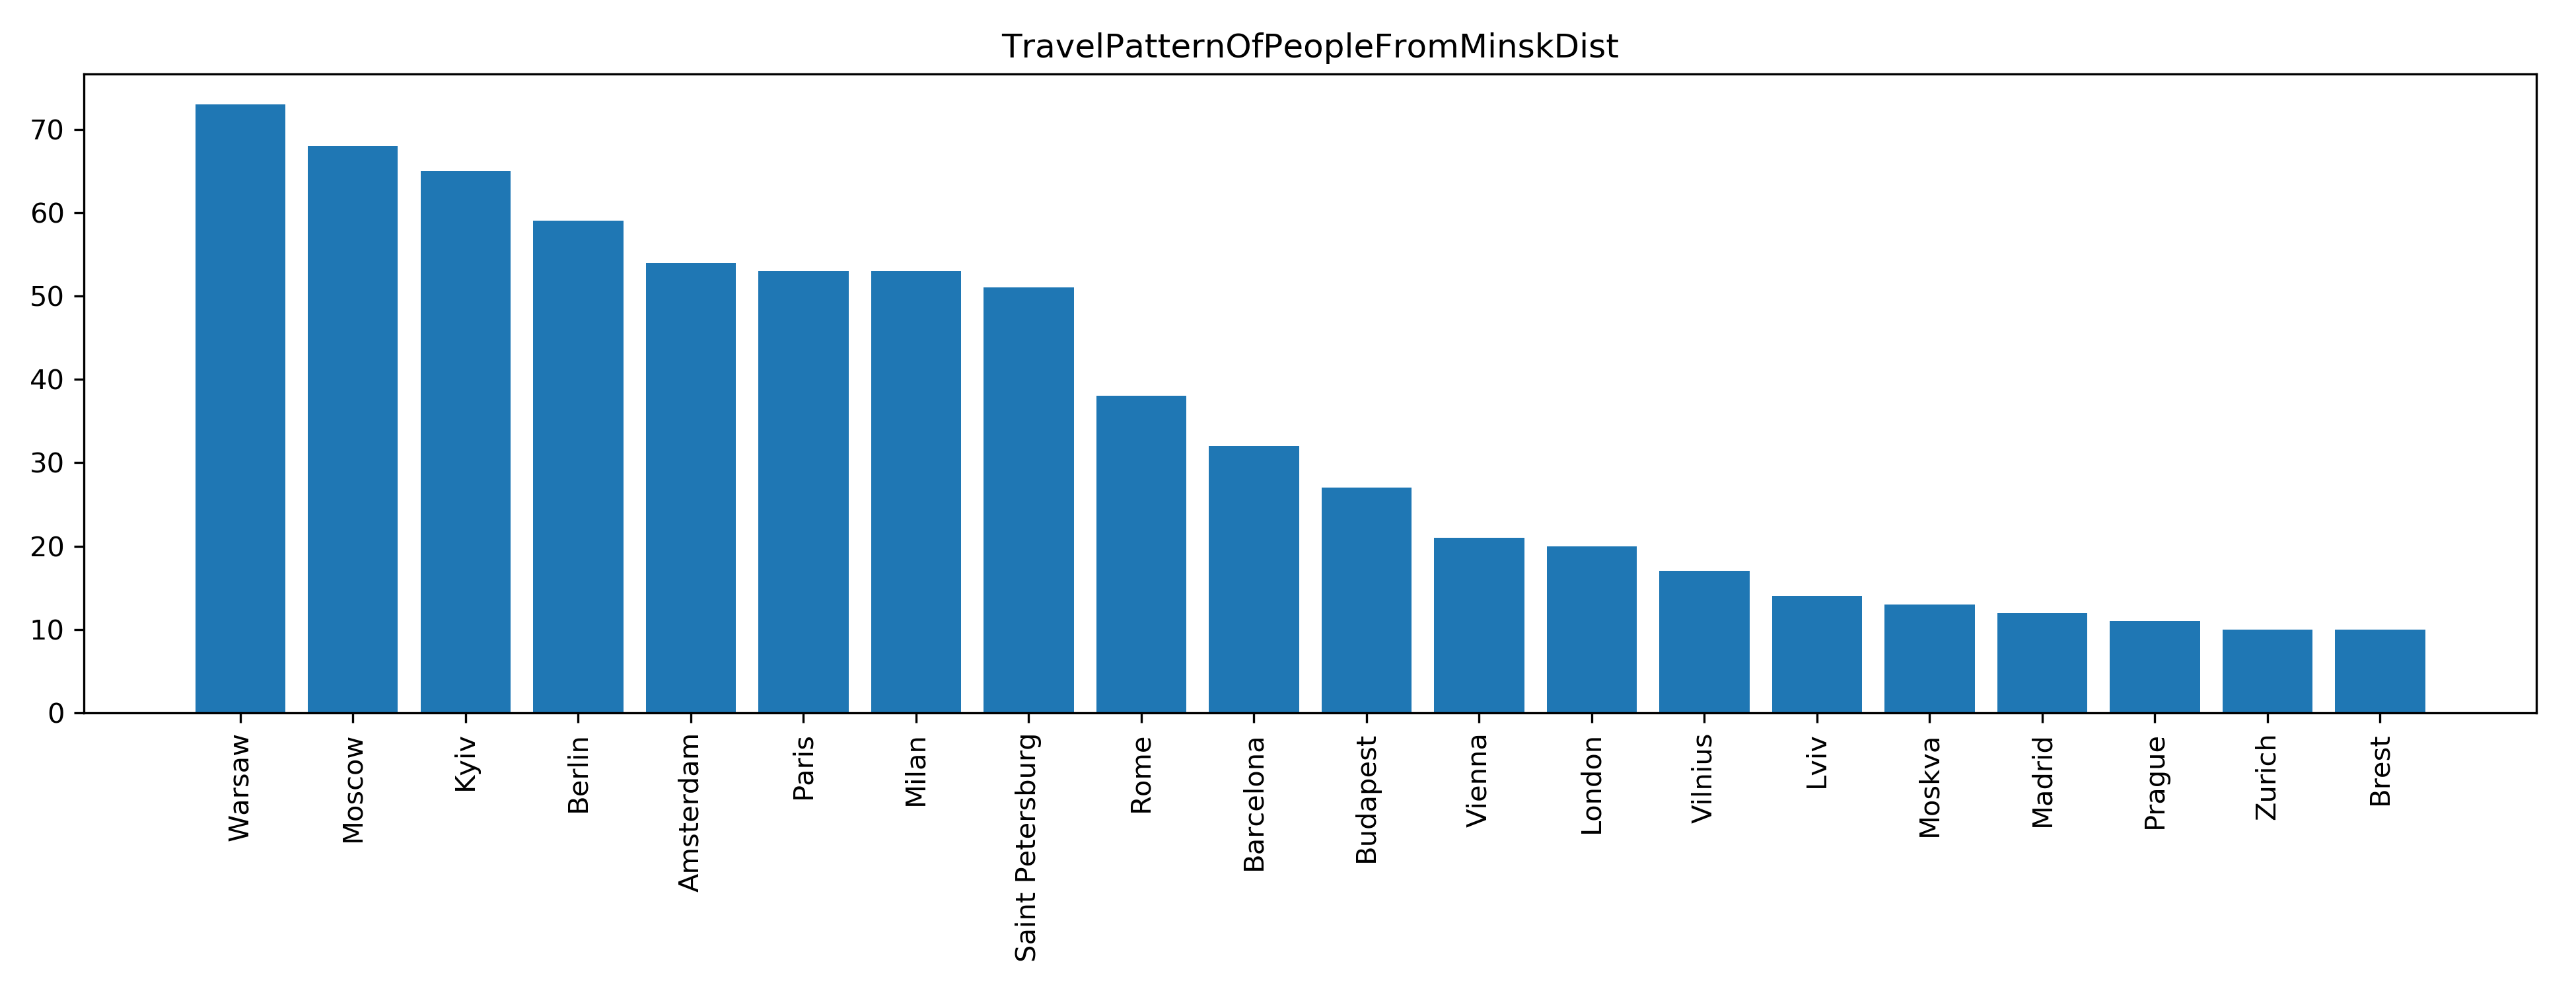 TravelPatternOfPeopleFromMinskDist
70
60
50
40
30
20
10
0
Warsaw
Moscow
Kyiv
Berlin
Amsterdam
Paris
Milan
Saint Petersburg
Rome
Barcelona
Budapest
Vienna
London
Vilnius
Lviv
Moskva
Madrid
Prague
Zurich
Brest